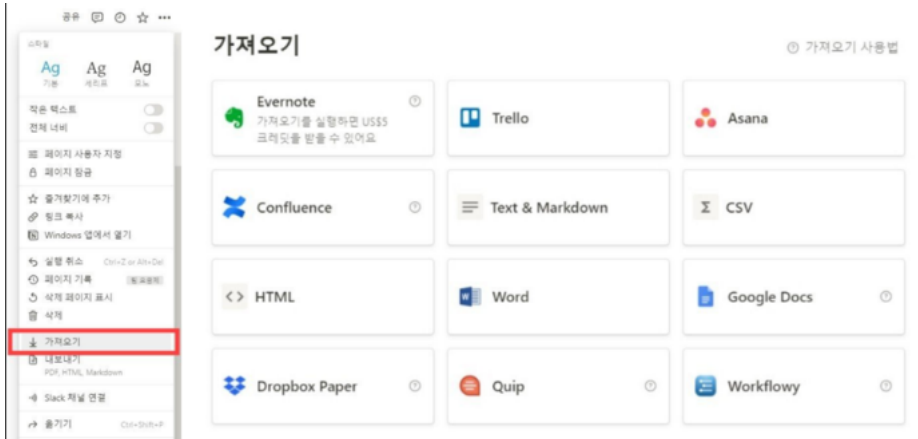 공유
스타일
Ag Ag Ag
기본 세리프 모노
작은 텍스트
전체 너비
페이지 사용자 지정
페이지 잠금
즐겨찾기에 추가
링크 복사
Windows 앱에서 열기
실행 취소 Ctrl+Z or Alt+Del
페이지 기록
삭제 페이지 표시
삭제
가져오기
내보내기
PDF, HTML, Markdown
Slack 채널 연결
옮기기 Ctrl+Shift+P
가져오기
가져오기 사용법
Evernote
가져오기를 실행하면 US$5
크레딧을 받을 수 있어요
Trello
Asana
Confluence
Text & Markdown
CSV
HTML
Word
Google Docs
Dropbox Paper
Quip
Workflowy